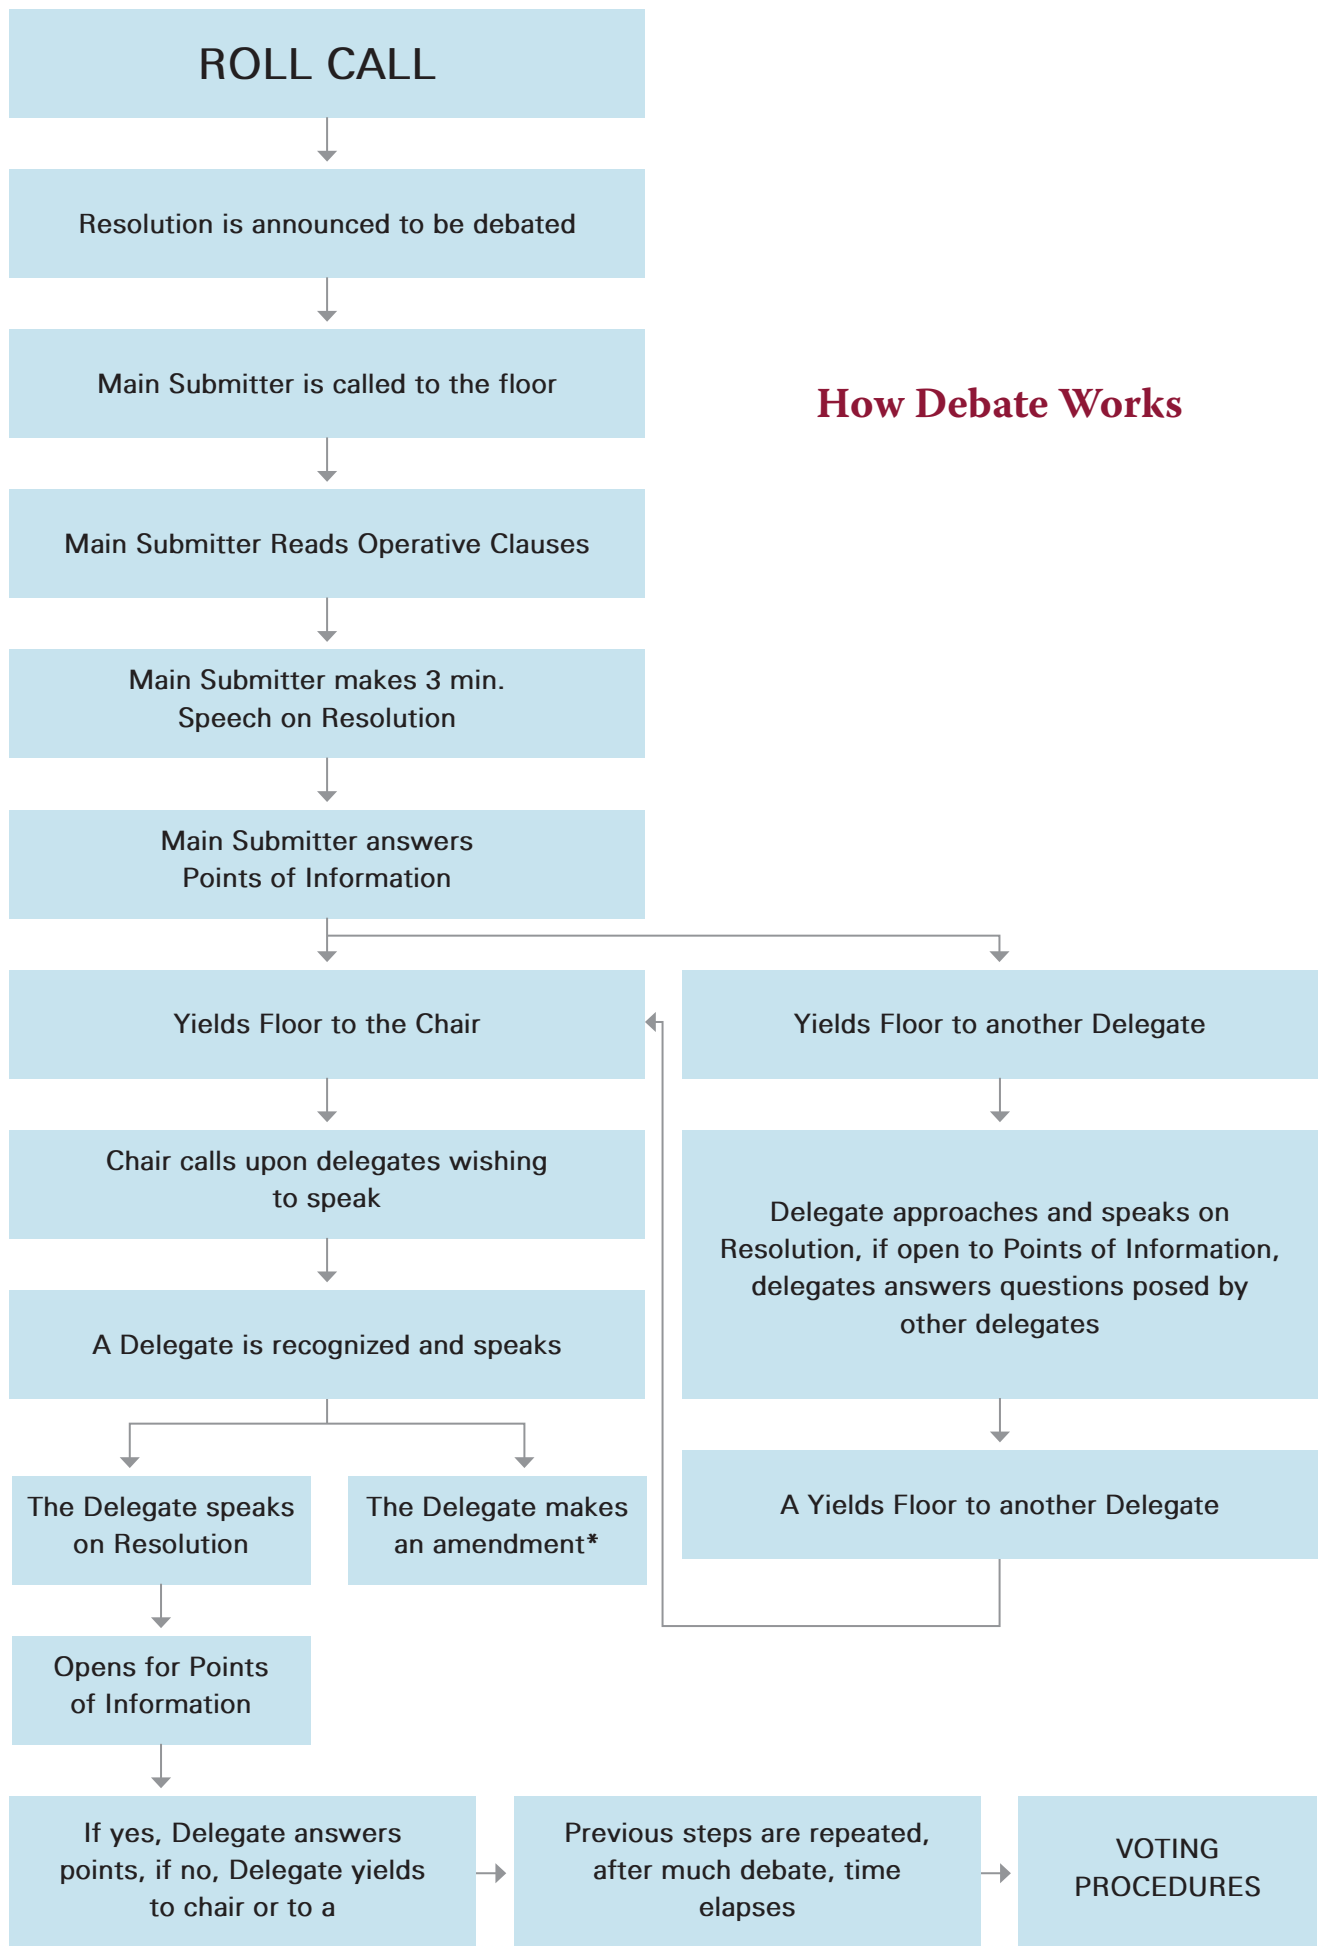 ROLL CALL
Resolution is announced to be debated
Main Submitter is called to the floor
How Debate Works
Main Submitter Reads Operative Clauses
Main Submitter makes 3 min.
Speech on Resolution
Main Submitter answers
Points of Information
Yields Floor to the Chair
Yields Floor to another Delegate
Chair calls upon delegates wishing
to speak
Delegate approaches and speaks on
Resolution, if open to Points of Information,
delegates answers questions posed by
other delegates
A Delegate is recognized and speaks
The Delegate speaks
on Resolution
The Delegate makes
an amendment*
A Yields Floor to another Delegate
Opens for Points
of Information
If yes, Delegate answers
points, if no, Delegate yields
to chair or to a
Previous steps are repeated,
after much debate, time
elapses
VOTING
PROCEDURES